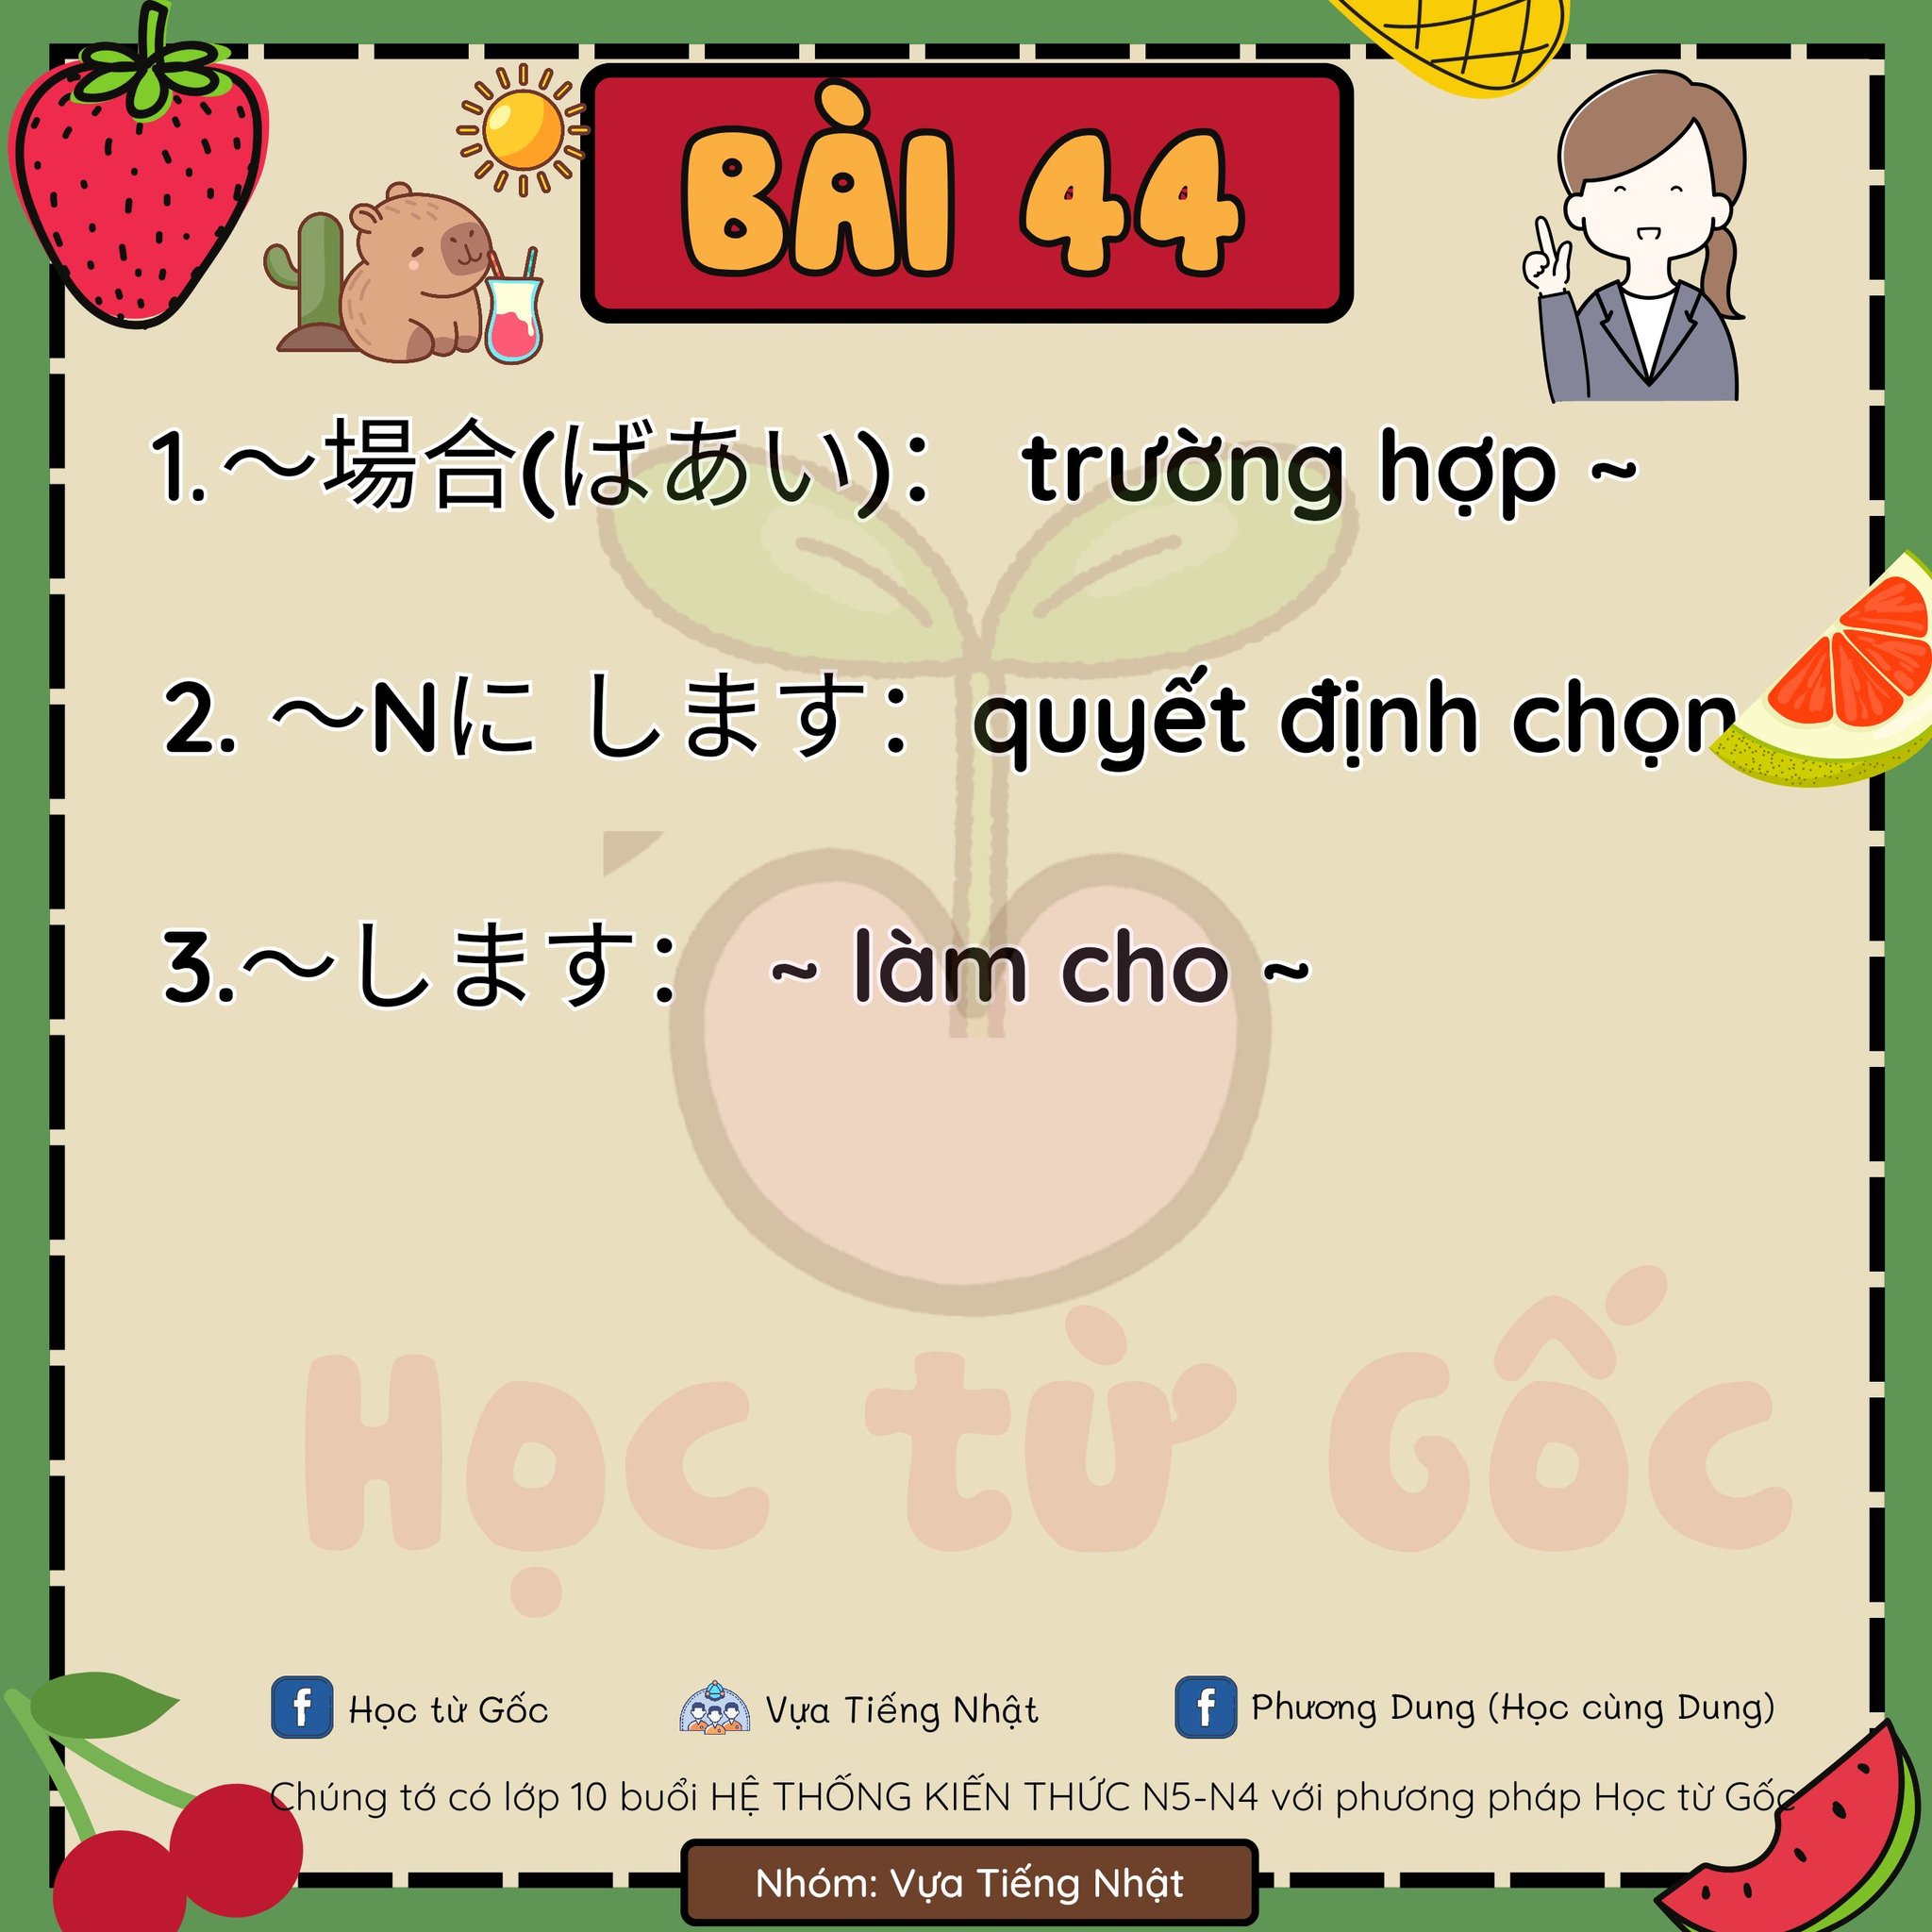 BÀI 44
1.～場合(ばあい): trường hợp ~
2. ～Nに します: quyết định chọn
3.～します: ~ làm cho ~
Học từ Gốc
Học từ Gốc
Vựa Tiếng Nhật
Phương Dung (Học cùng Dung)
Chúng tớ có lớp 10 buổi HỆ THỐNG KIẾN THỨC N5-N4 với phương pháp Học từ Gốc
Nhóm: Vựa Tiếng Nhật